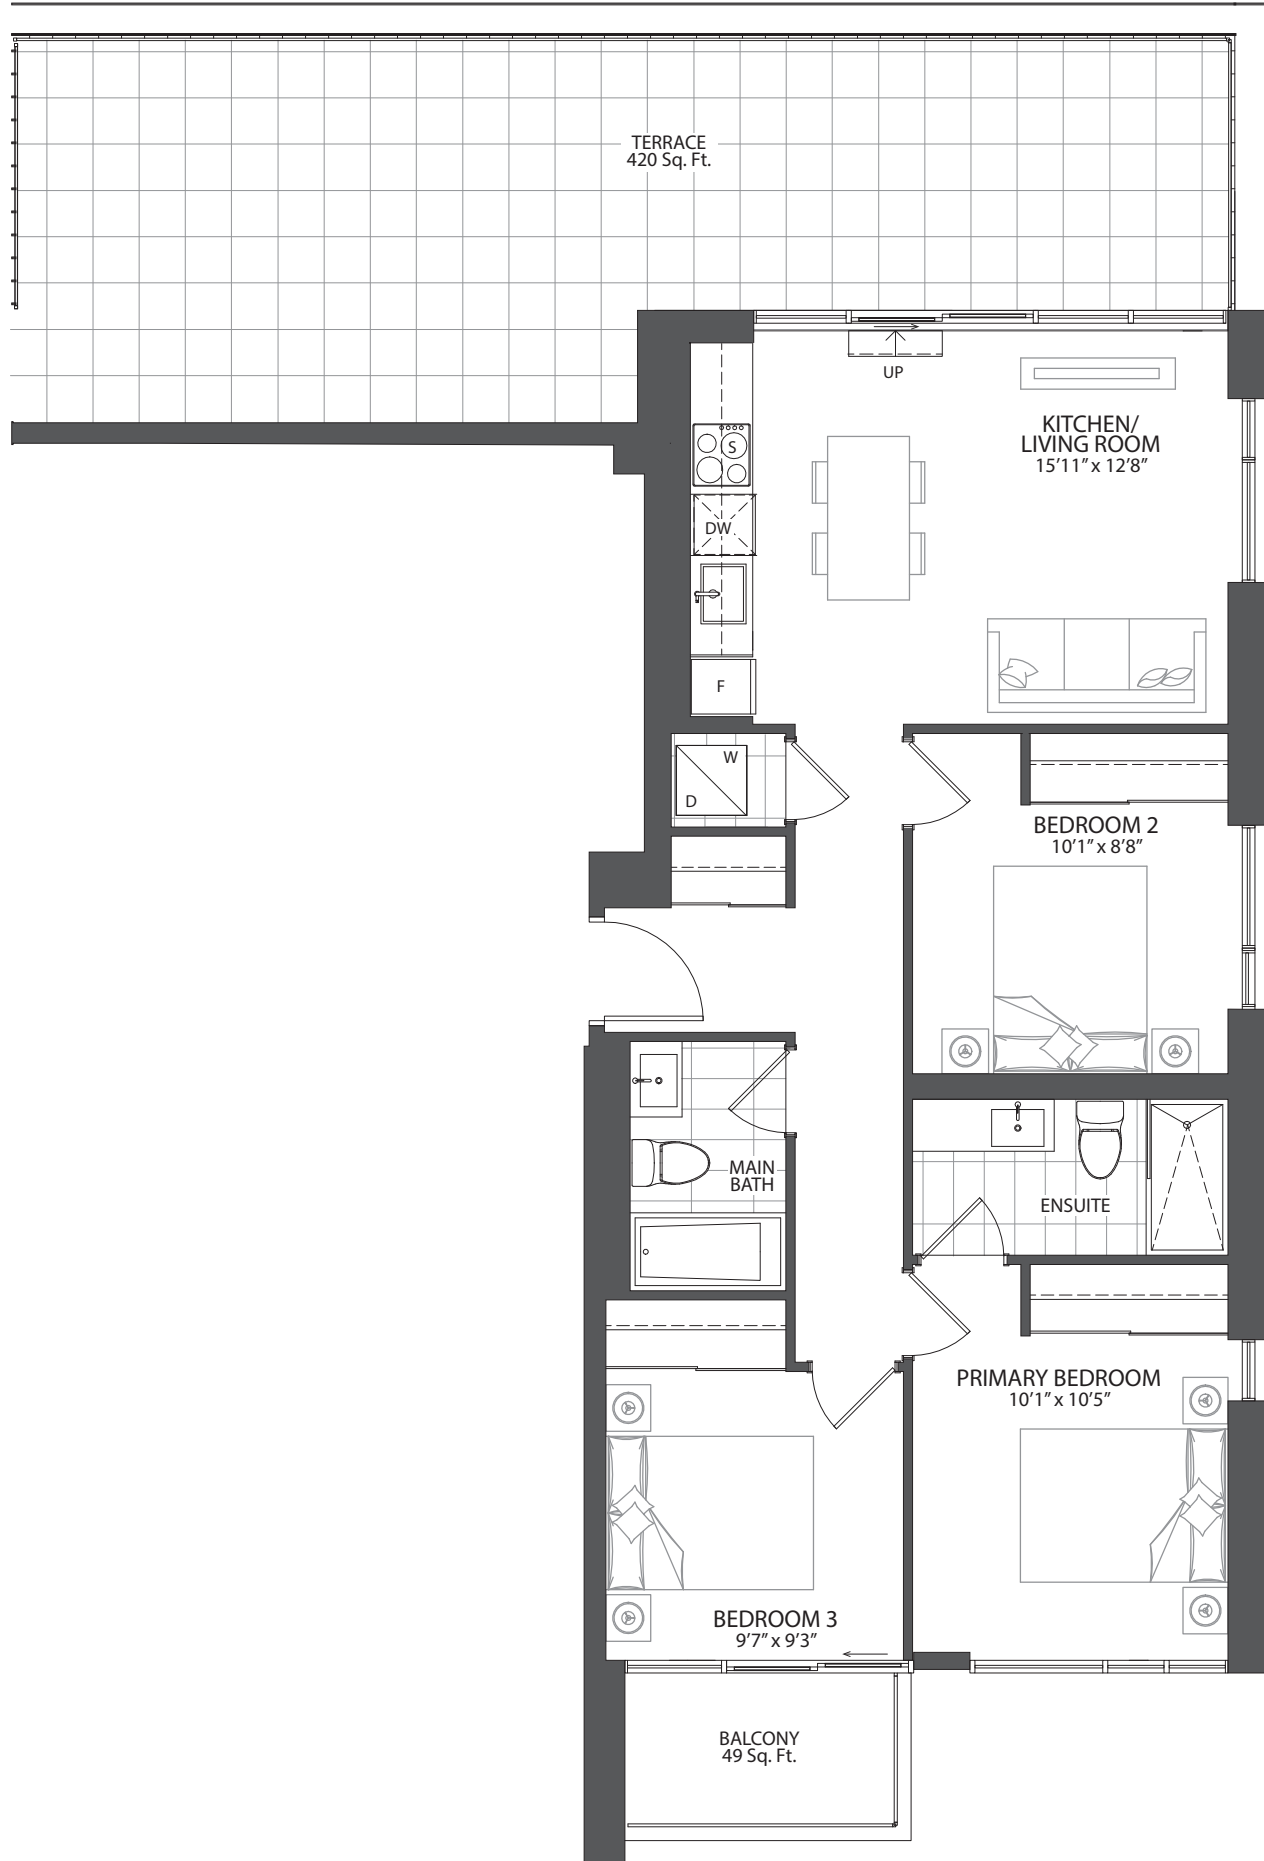 TERRACE
420 Sq. Ft.
UP
KITCHEN/
LIVING ROOM
15’11” x 12’8”
S
DW
F
W
D
BEDROOM 2
10’1” x 8’8”
MAIN
BATH
ENSUITE
PRIMARY BEDROOM
10’1” x 10’5”
BEDROOM 3
9’7” x 9’3”
BALCONY
49 Sq. Ft.